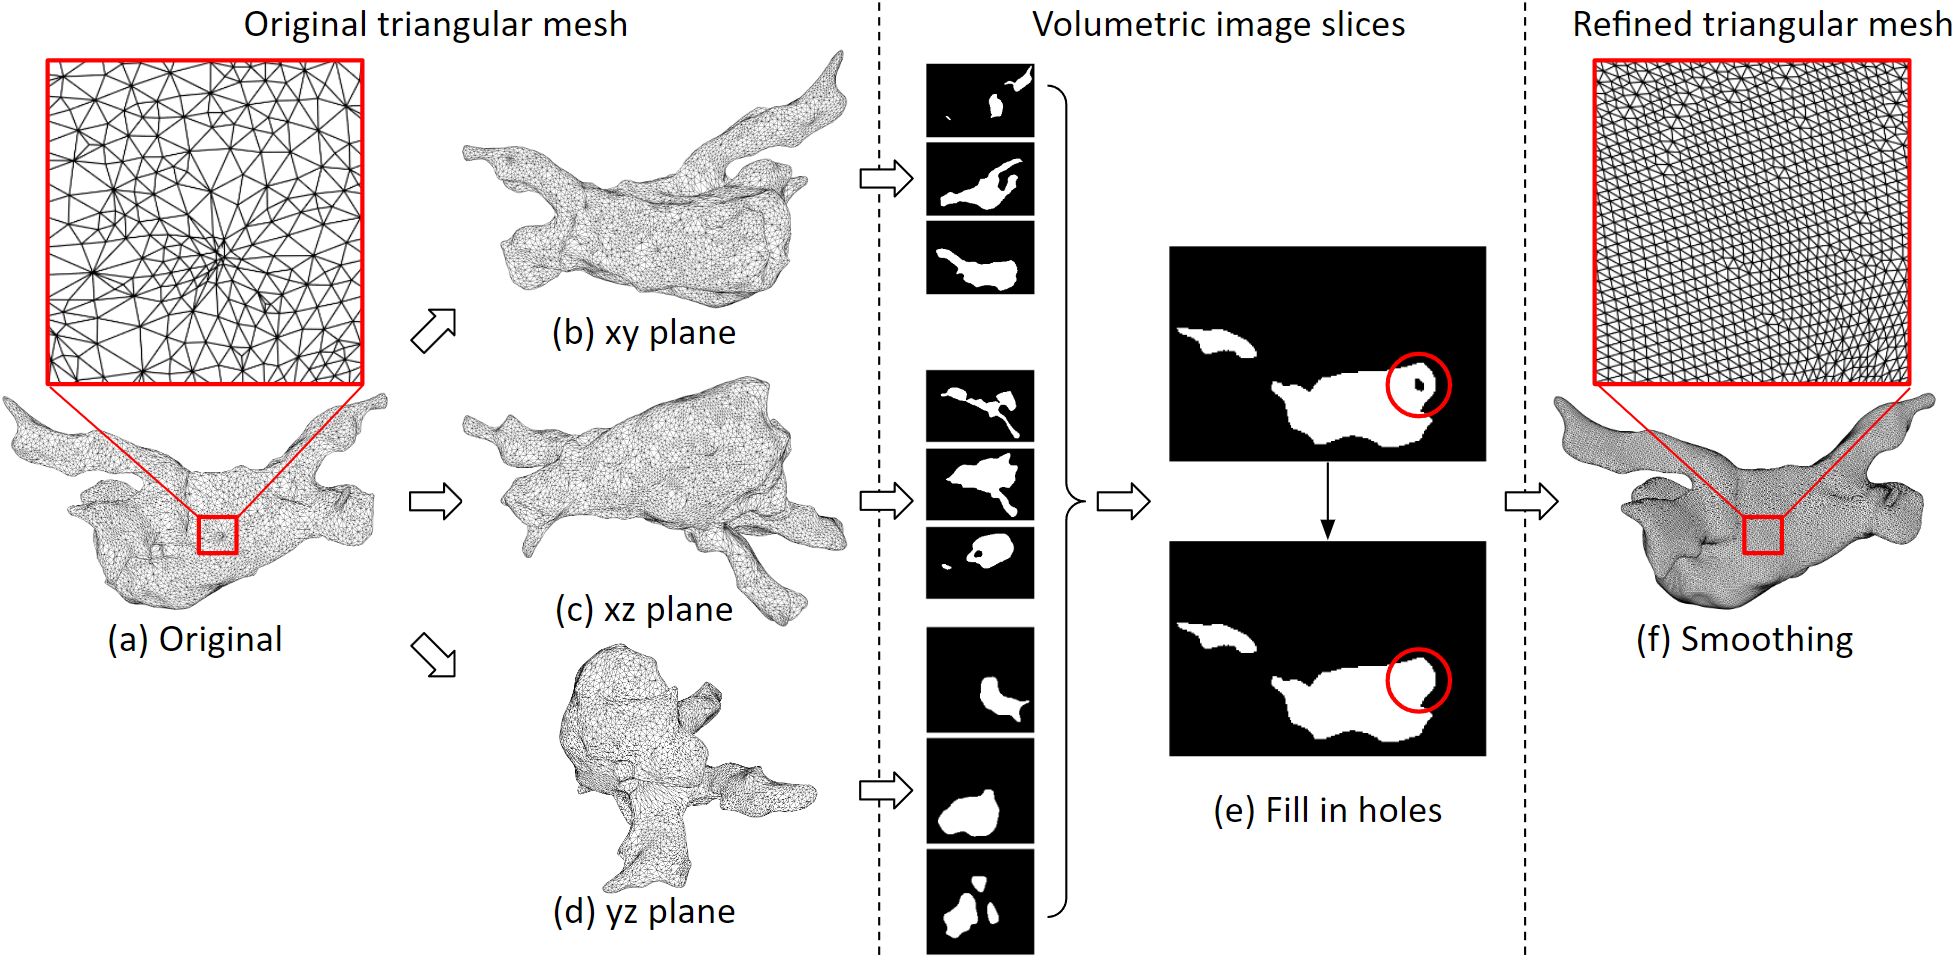 Original triangular mesh
Volumetric image slices
Refined triangular mesh
(b) xy plane
(c) xz plane
(a) Original
(d) yz plane
(e) Fill in holes
(f) Smoothing